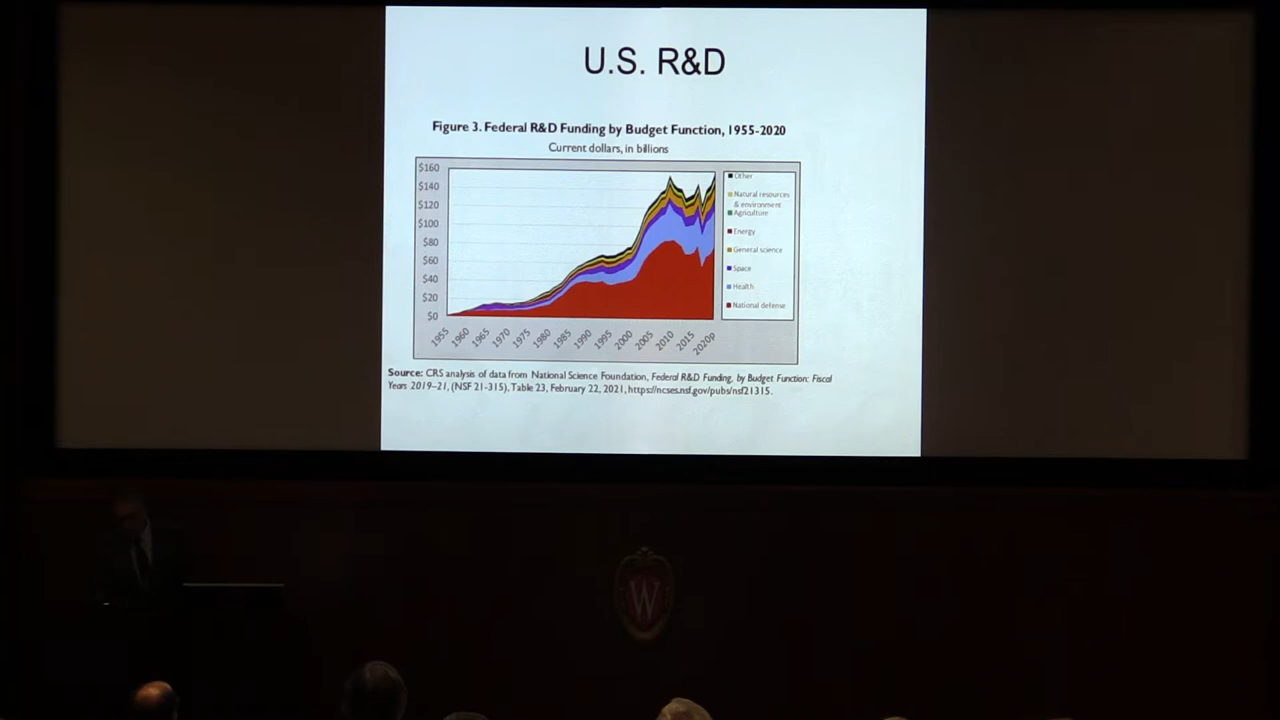 U.S. R&D
Figure 3. Federal R&D Funding by Budget Function, 1955-2020
Current dollars, in billions
$160
$140
$120
$100
$80
$60
$40
$20
$0
1955
1960
1965
1970
1975
1980
1985
1990
1995
2000
2005
2010
2015
2020p
Other
Natural resources
& environment
Agriculture
Energy
General science
Space
Health
National defense
Source: CRS analysis of data from National Science Foundation, Federal R&D Funding, by Budget Function: Fiscal
Years 2019–21, (NSF 21-315), Table 23, February 22, 2021, https://ncses.nsf.gov/pubs/nsf21315.
W